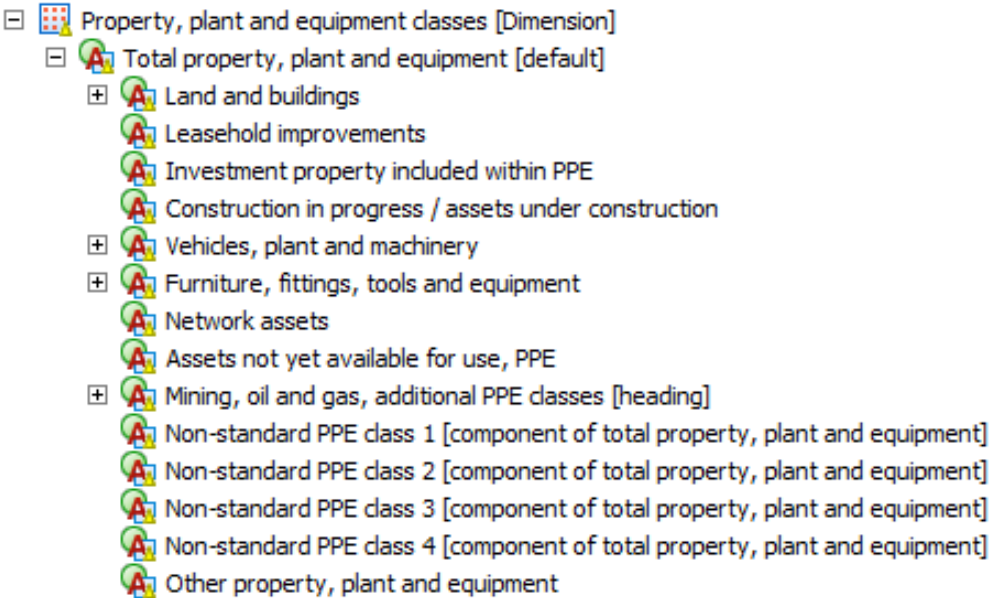 Property, plant and equipment classes [Dimension]
Total property, plant and equipment [default]
Land and buildings
Leasehold improvements
Investment property included within PPE
Construction in progress / assets under construction
Vehicles, plant and machinery
Furniture, fittings, tools and equipment
Network assets
Assets not yet available for use, PPE
Mining, oil and gas, additional PPE classes [heading]
Non-standard PPE class 1 [component of total property, plant and equipment]
Non-standard PPE class 2 [component of total property, plant and equipment]
Non-standard PPE class 3 [component of total property, plant and equipment]
Non-standard PPE class 4 [component of total property, plant and equipment]
Other property, plant and equipment